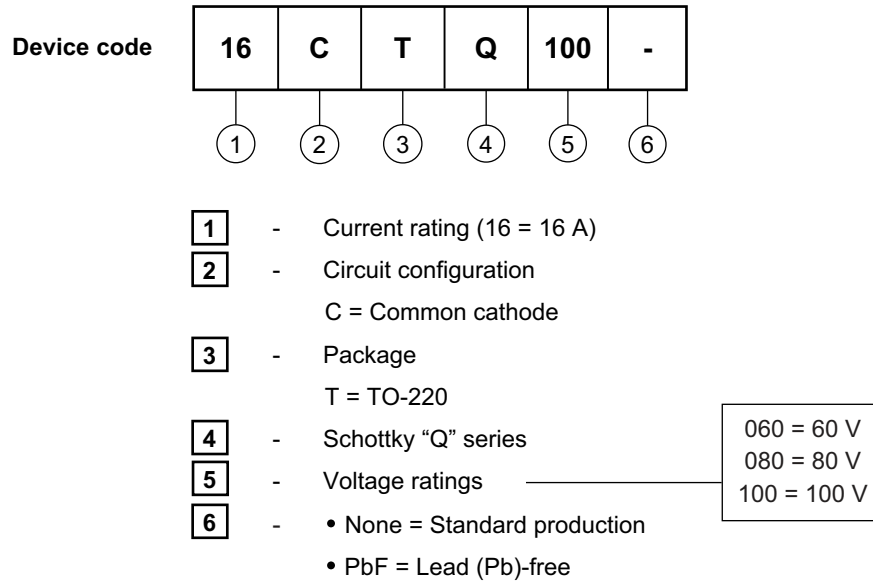 Device code 16 C T Q 100 -
1 2 3 4 5 6
1 - Current rating (16 = 16 A)
2 - Circuit configuration
C = Common cathode
3 - Package
T = TO-220
4 - Schottky “Q” series
5 - Voltage ratings
060 = 60 V
080 = 80 V
100 = 100 V
6 - • None = Standard production
• PbF = Lead (Pb)-free